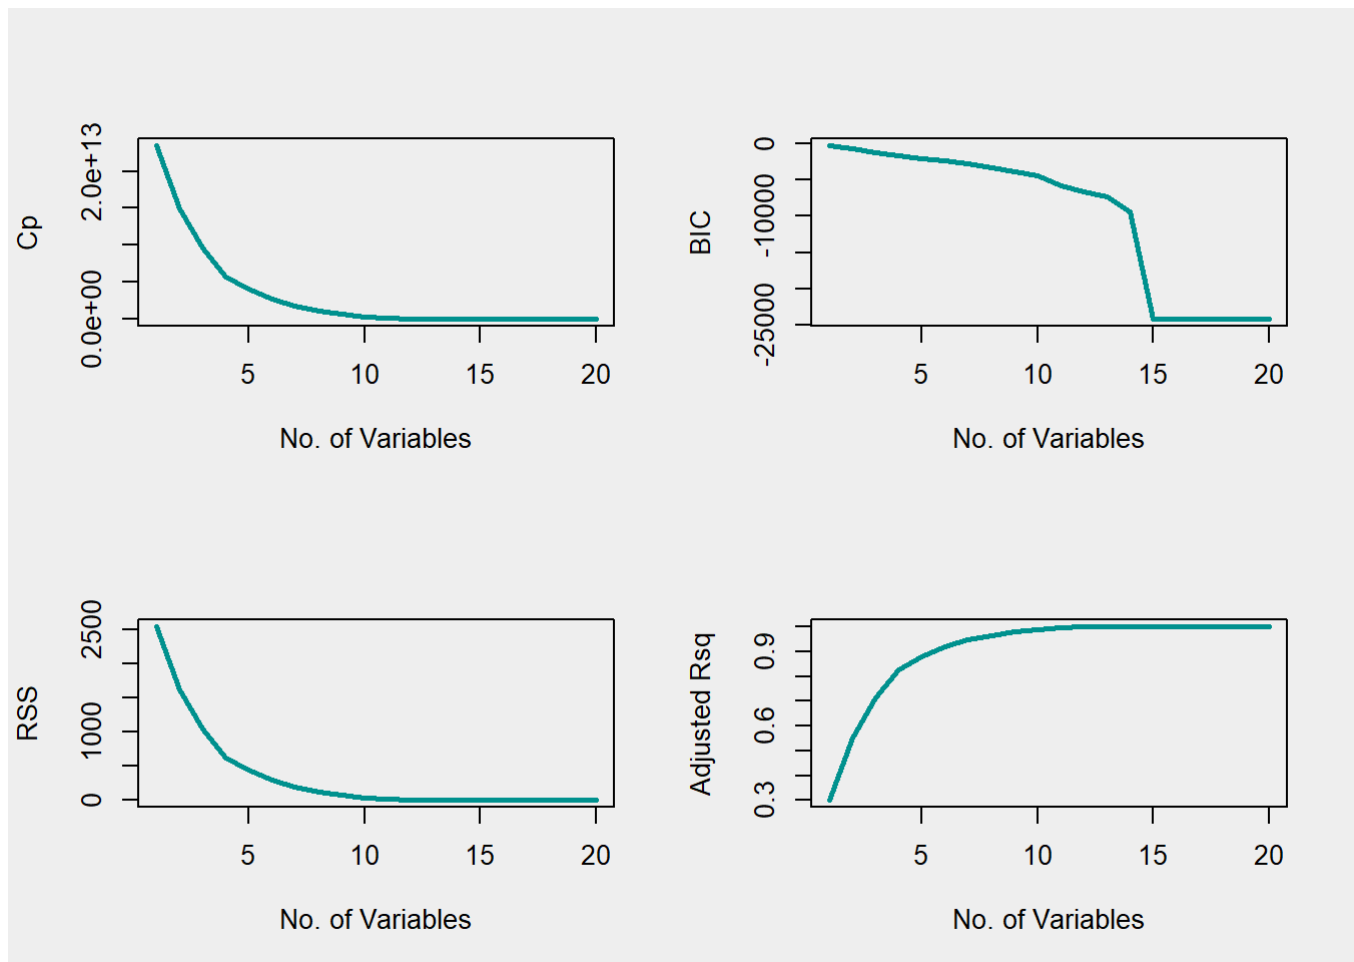 Cp
2.0e+13
0.0e+00
5 10 15 20
No. of Variables
BIC
0
-10000
-25000
5 10 15 20
No. of Variables
RSS
2500
1000
0
5 10 15 20
No. of Variables
Adjusted Rsq
0.9
0.6
0.3
5 10 15 20
No. of Variables